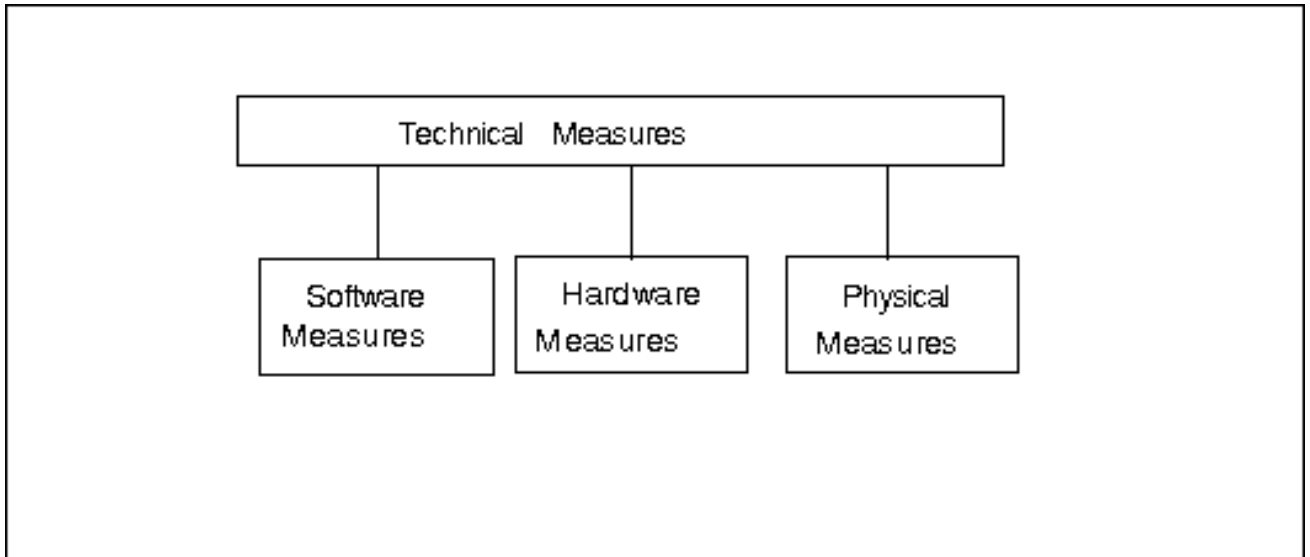 Technical Measures
Software
Measures
Hardware
Measures
Physical
Measures